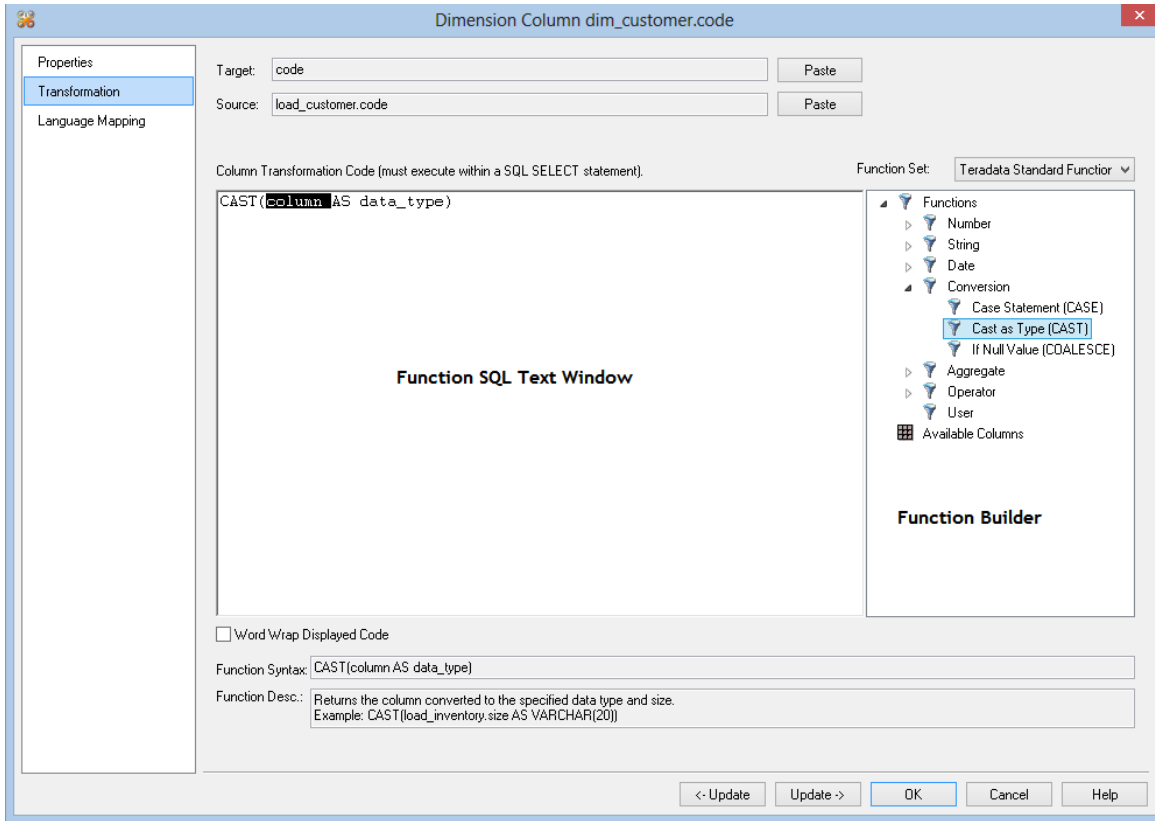 Dimension Column dim_customer.code
Properties
Transformation
Language Mapping
Target: code Paste
Source: load_customer.code Paste
Column Transformation Code (must execute within a SQL SELECT statement). Function Set: Teradata Standard Functior
CAST(column AS data_type)
Function SQL Text Window
Functions
Number
String
Date
Conversion
Case Statement (CASE)
Cast as Type (CAST)
If Null Value (COALESCE)
Aggregate
Operator
User
Available Columns
Function Builder
Word Wrap Displayed Code
Function Syntax: CAST(column AS data_type)
Function Desc.: Returns the column converted to the specified data type and size.
Example: CAST(load_inventory.size AS VARCHAR(20))
<- Update Update -> OK Cancel Help